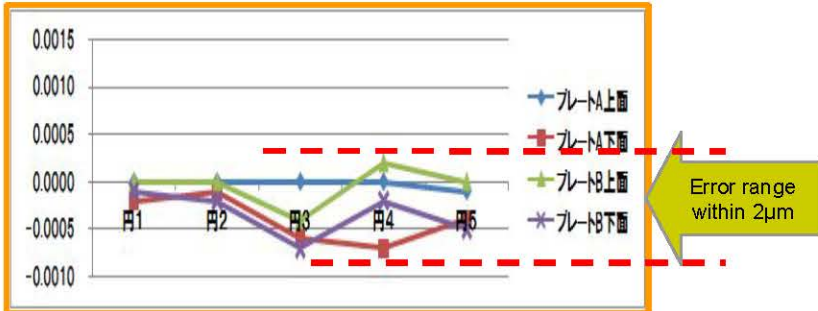 0.0015
0.0010
0.0005
0.0000
-0.0005
-0.0010
円1
円2
円3
円4
円5
プレートA上面
プレートA下面
プレートB上面
プレートB下面
Error range
within 2μm